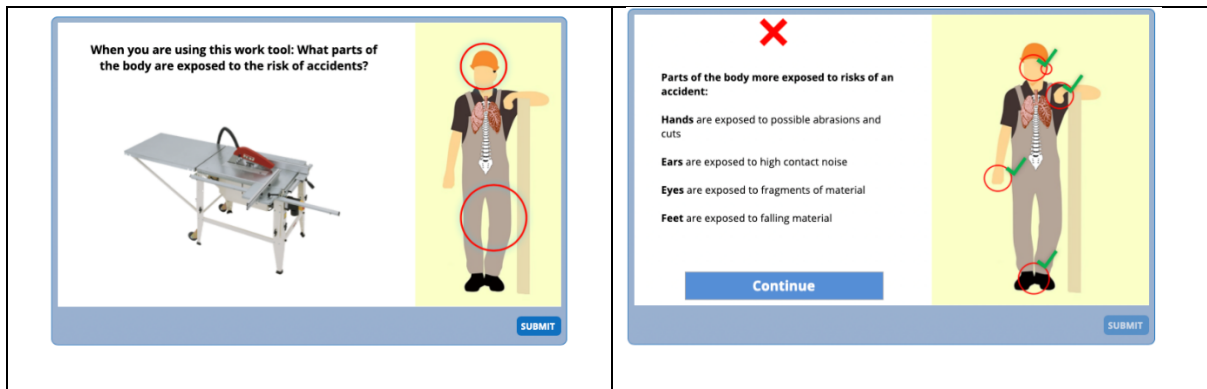 When you are using this work tool: What parts of
the body are exposed to the risk of accidents?
SUBMIT
Parts of the body more exposed to risks of an
accident:
Hands are exposed to possible abrasions and
cuts
Ears are exposed to high contact noise
Eyes are exposed to fragments of material
Feet are exposed to falling material
Continue
SUBMIT